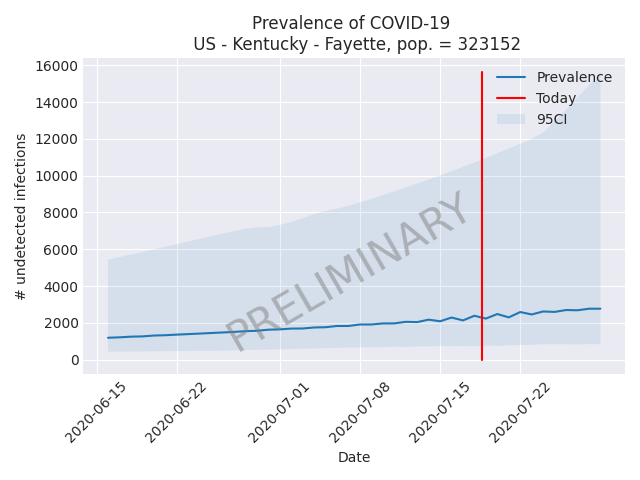 Prevalence of COVID-19
US - Kentucky - Fayette, pop. = 323152
16000
14000
12000
10000
8000
6000
4000
2000
0
# undetected infections
Prevalence
Today
95CI
PRELIMINARY
2020-06-15
2020-06-22
2020-07-01
2020-07-08
2020-07-15
2020-07-22
Date